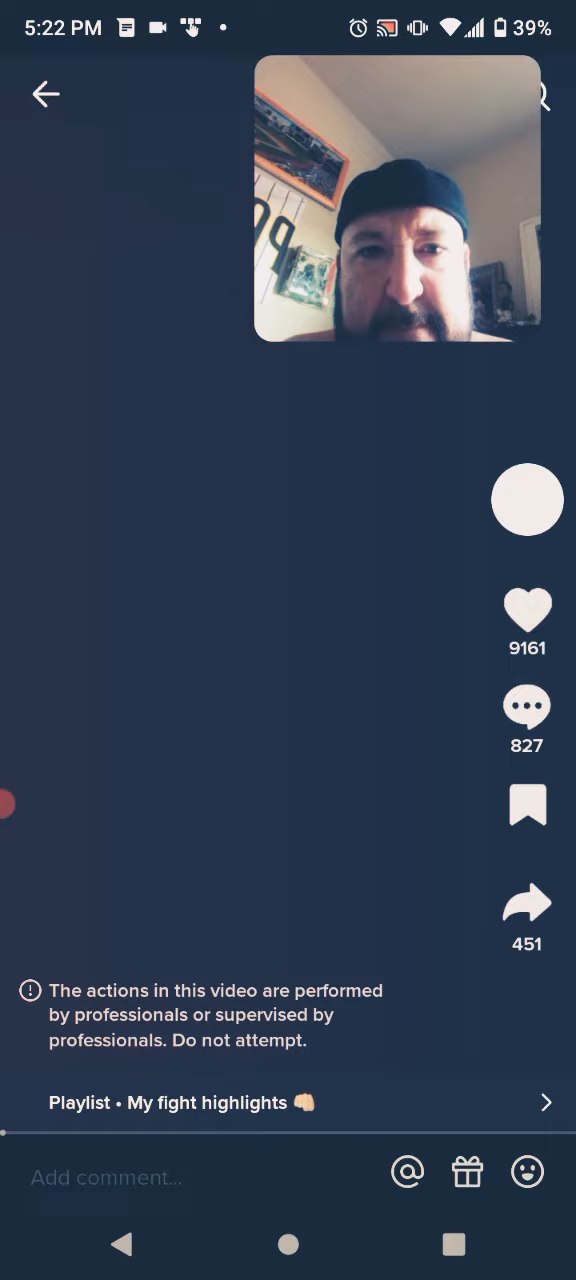 5:22 PM
39%
9161
827
451
The actions in this video are performed
by professionals or supervised by
professionals. Do not attempt.
Playlist • My fight highlights 👊🏼
Add comment...